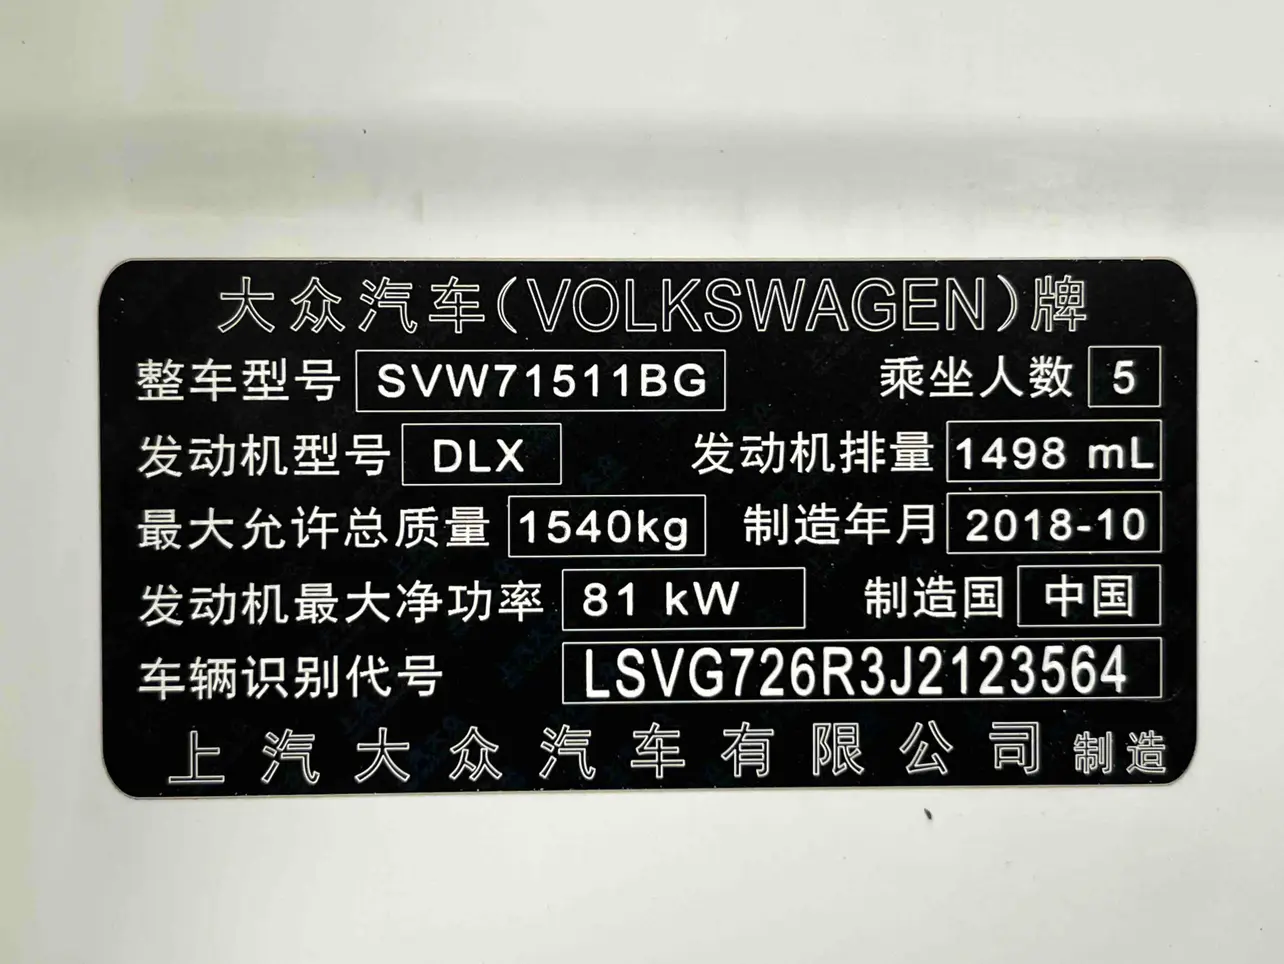 大众汽车(VOLKSWAGEN)牌
整车型号 SVW71511BG 乘坐人数 5
发动机型号 DLX 发动机排量 1498 mL
最大允许总质量 1540kg 制造年月 2018-10
发动机最大净功率 81 kW 制造国 中国
车辆识别代号 LSVG726R3J2123564
上汽大众汽车有限公司 制造